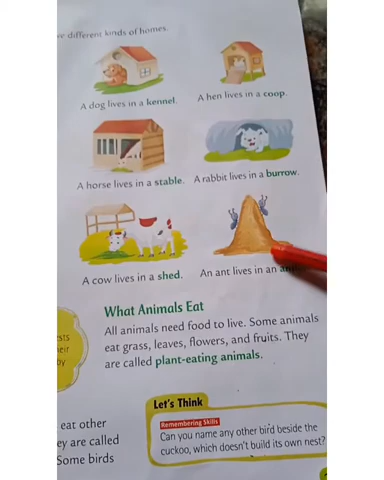 different kinds of homes.
A dog lives in a kennel.
A hen lives in a coop.
A horse lives in a stable.
A rabbit lives in a burrow.
A cow lives in a shed.
An ant lives in an
What Animals Eat
All animals need food to live. Some animals
eat grass, leaves, flowers, and fruits. They
are called plant-eating animals.
by
eat other
ey are called
Some birds
Let's Think
Remembering Skills
Can you name any other bird beside the
cuckoo, which doesn't build its own nest?